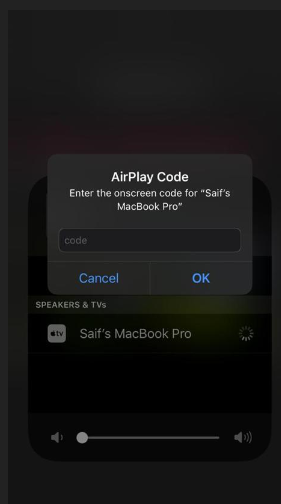 AirPlay Code
Enter the onscreen code for “Saif’s
MacBook Pro”
code
Cancel
OK
SPEAKERS & TVs
tv
Saif’s MacBook Pro